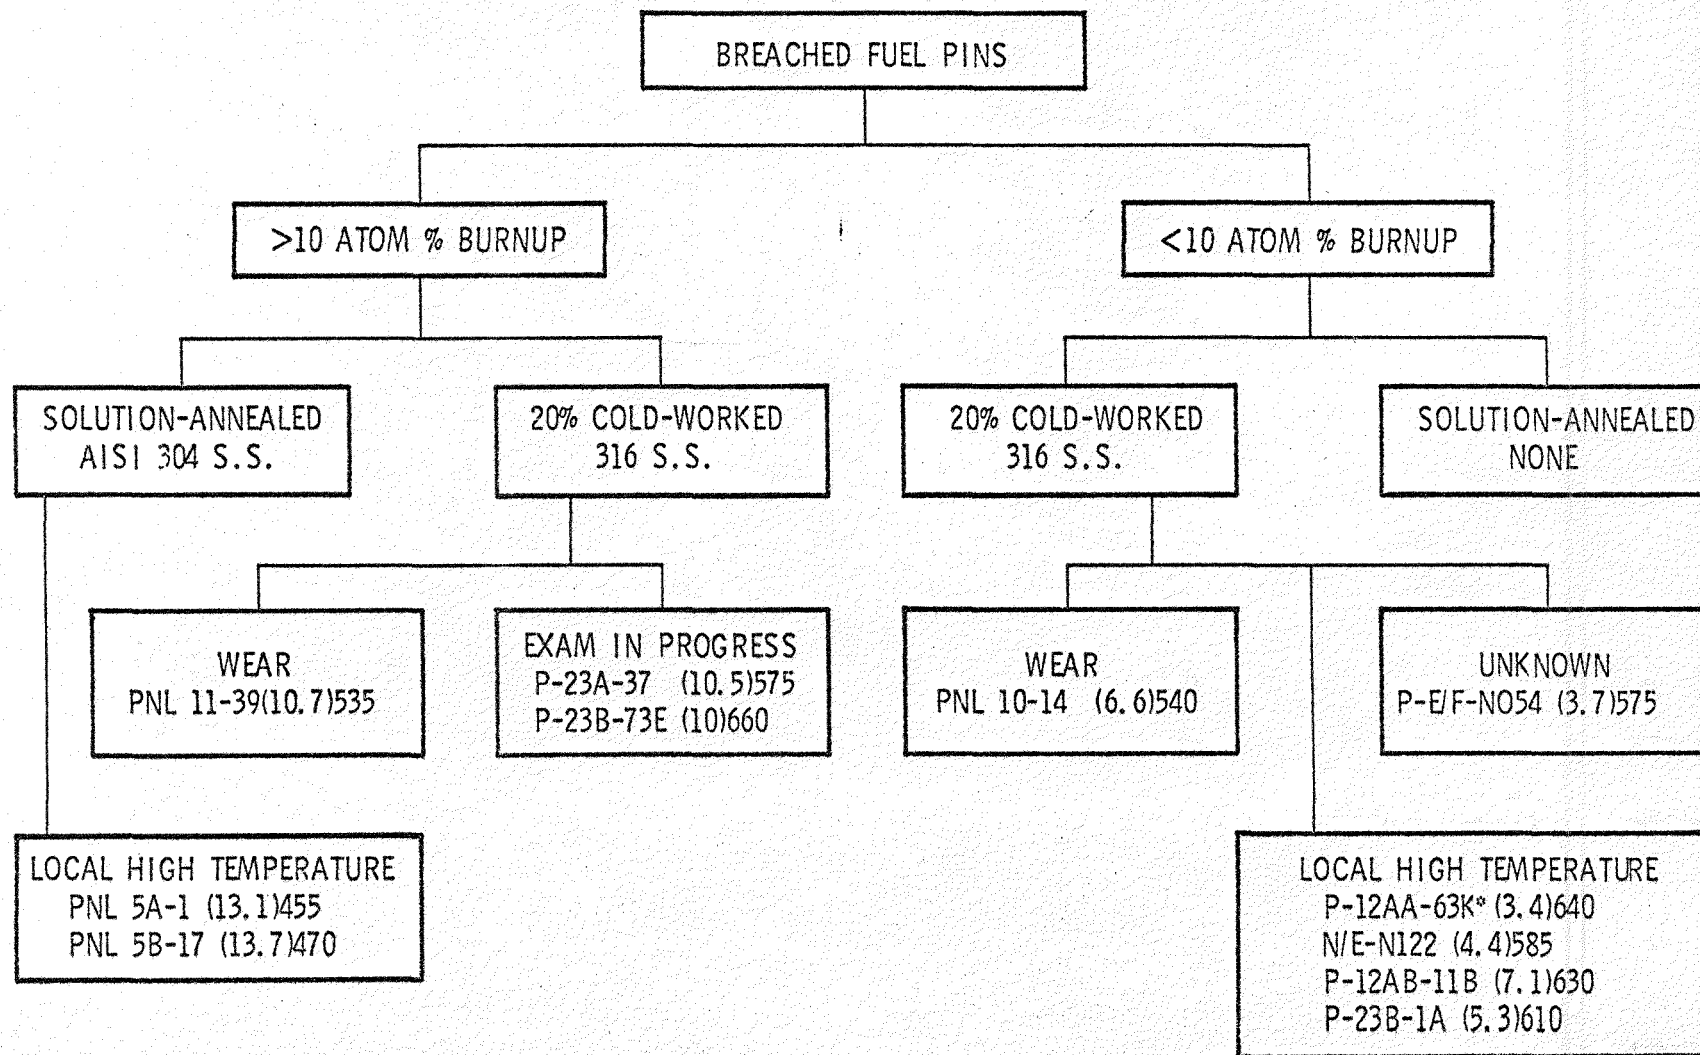 BREACHED FUEL PINS
>10 ATOM % BURNUP
<10 ATOM % BURNUP
SOLUTION-ANNEALED
AISI 304 S.S.
20% COLD-WORKED
316 S.S.
20% COLD-WORKED
316 S.S.
SOLUTION-ANNEALED
NONE
WEAR
PNL 11-39(10.7)535
EXAM IN PROGRESS
P-23A-37 (10.5)575
P-23B-73E (10)660
WEAR
PNL 10-14 (6.6)540
UNKNOWN
P-E/F-NO54 (3.7)575
LOCAL HIGH TEMPERATURE
PNL 5A-1 (13.1)455
PNL 5B-17 (13.7)470
LOCAL HIGH TEMPERATURE
P-12AA-63K* (3.4)640
N/E-N122 (4.4)585
P-12AB-11B (7.1)630
P-23B-1A (5.3)610